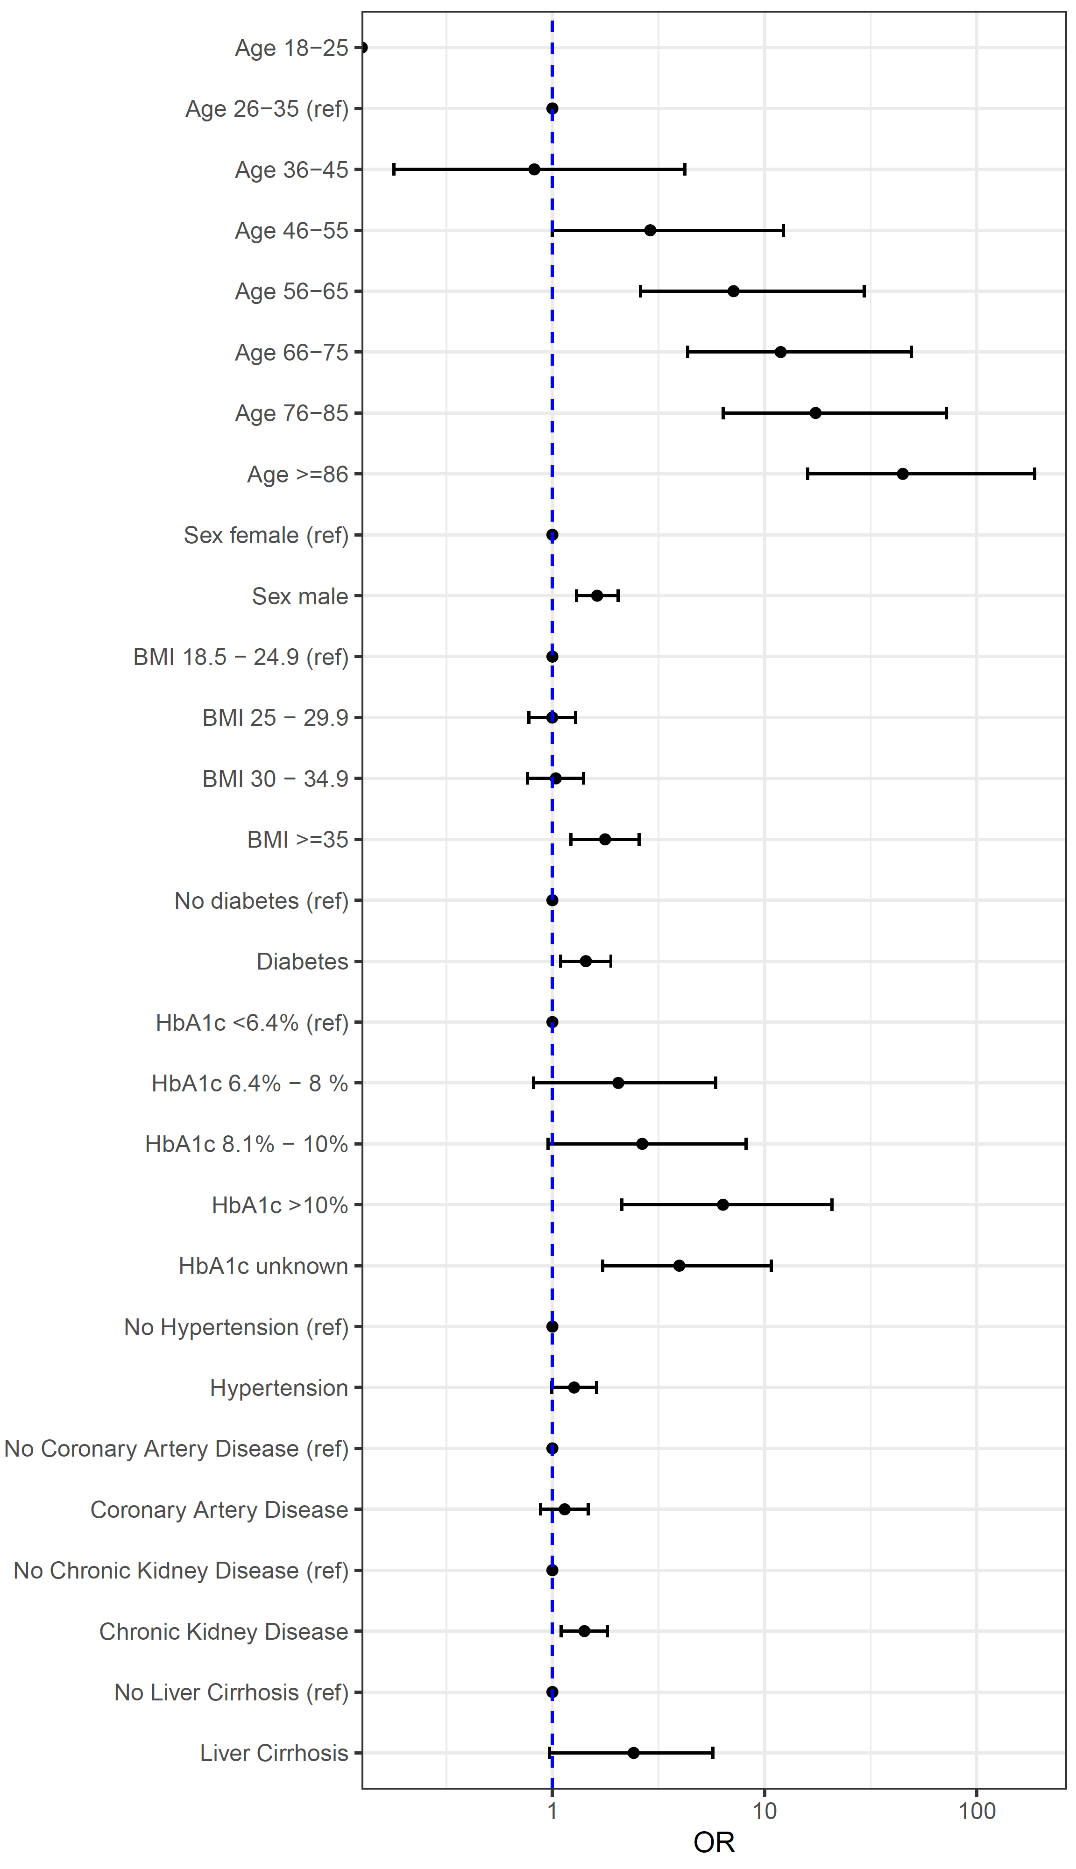 Age 18−25
Age 26−35 (ref)
Age 36−45
Age 46−55
Age 56−65
Age 66−75
Age 76−85
Age >=86
Sex female (ref)
Sex male
BMI 18.5 − 24.9 (ref)
BMI 25 − 29.9
BMI 30 − 34.9
BMI >=35
No diabetes (ref)
Diabetes
HbA1c <6.4% (ref)
HbA1c 6.4% − 8 %
HbA1c 8.1% − 10%
HbA1c >10%
HbA1c unknown
No Hypertension (ref)
Hypertension
No Coronary Artery Disease (ref)
Coronary Artery Disease
No Chronic Kidney Disease (ref)
Chronic Kidney Disease
No Liver Cirrhosis (ref)
Liver Cirrhosis
1 10 100
OR